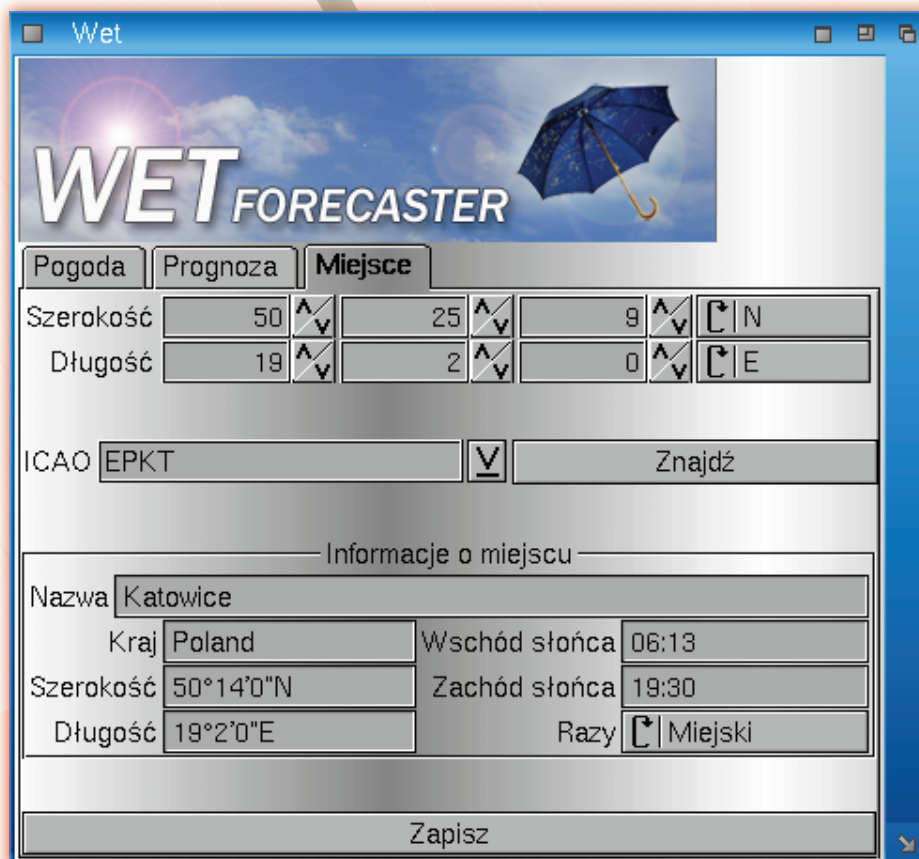 Wet
WET FORECASTER
Pogoda Prognoza Miejsce
Szerokość 50 25 9 N
Długość 19 2 0 E
ICAO EPKT Znajdź
Informacje o miejscu
Nazwa Katowice
Kraj Poland Wschód słońca 06:13
Szerokość 50°14'0"N Zachód słońca 19:30
Długość 19°2'0"E Razy Miejski
Zapisz